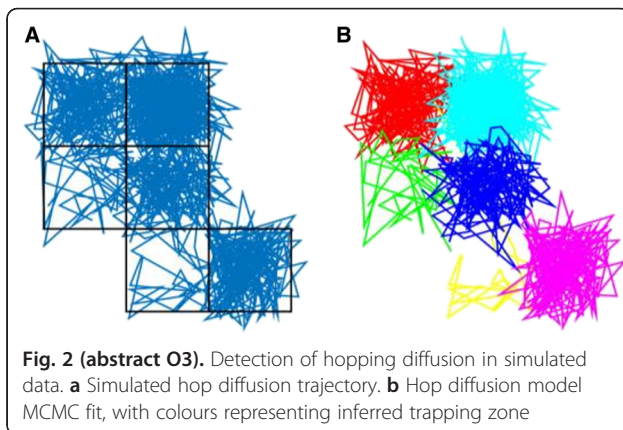 A
B
Fig. 2 (abstract O3). Detection of hopping diffusion in simulated
data. a Simulated hop diffusion trajectory. b Hop diffusion model
MCMC fit, with colours representing inferred trapping zone